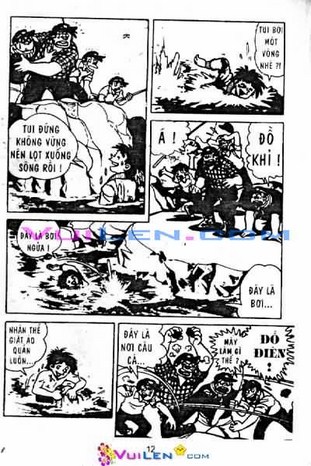 TUI ĐỨNG
KHÔNG VỮNG
NÊN LỌT XUỐNG
SÔNG RỒI !
TUI BƠI
MỘT
VÒNG
NHÉ ?!
Á !
ĐỒ
KHỈ !
ĐÂY LÀ BƠI
NGỬA !
ĐÂY LÀ
BƠI...
VUILEN.COM
NHÂN THỂ
GIẶT ÁO
QUẦN
LUÔN...
ĐÂY LÀ
NƠI CÂU
CÁ...
MÀY
LÀM GÌ
THẾ ?
ĐỒ
ĐIÊN
!
12
VUILEN.COM